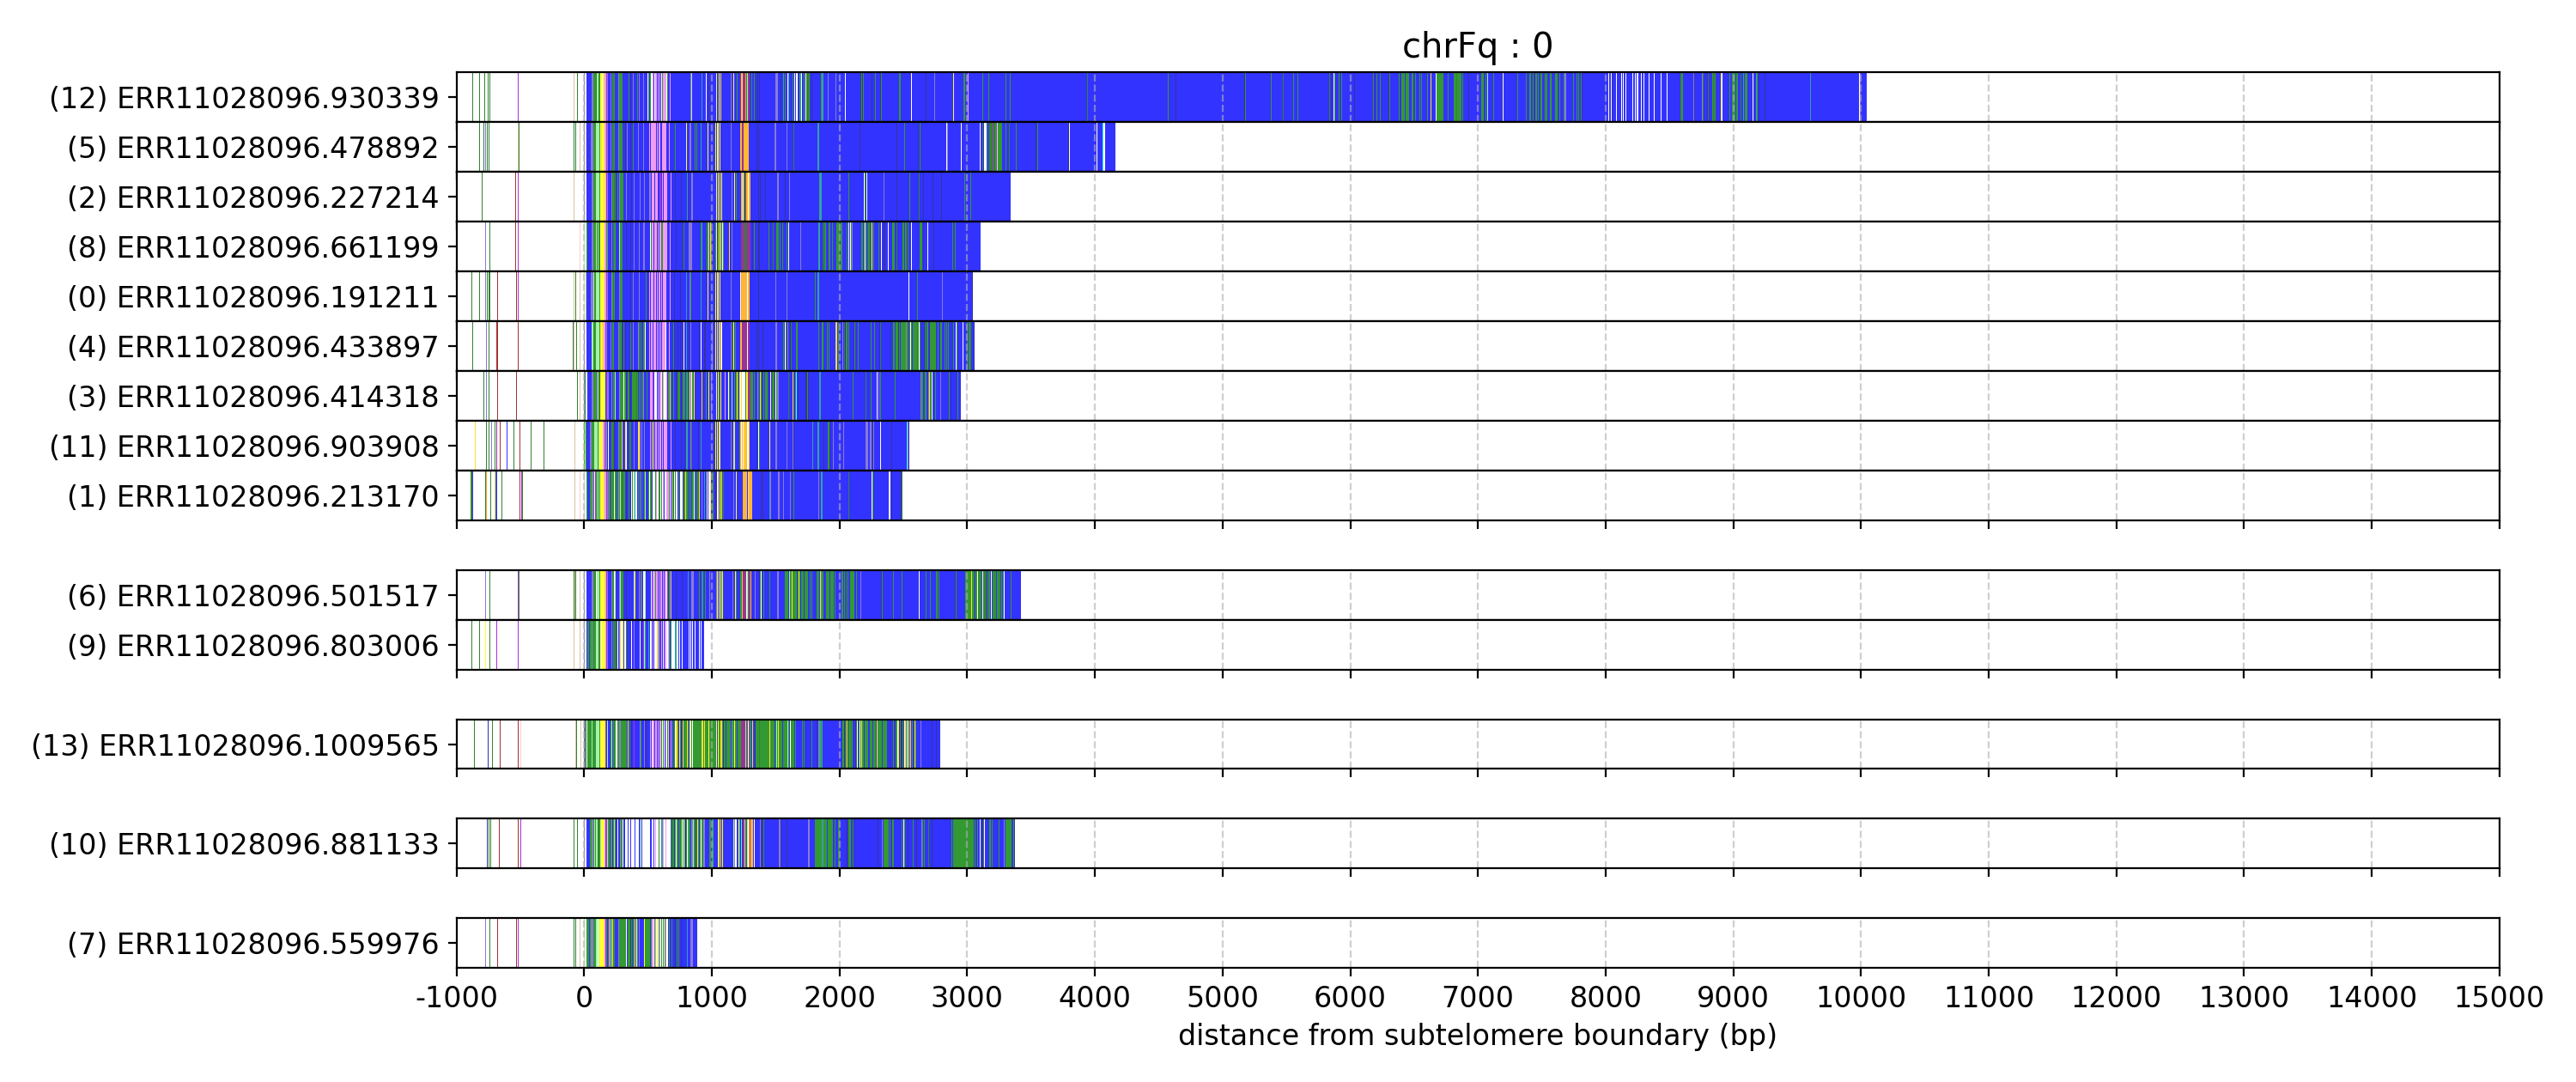 chrFq : 0
(12) ERR11028096.930339
(5) ERR11028096.478892
(2) ERR11028096.227214
(8) ERR11028096.661199
(0) ERR11028096.191211
(4) ERR11028096.433897
(3) ERR11028096.414318
(11) ERR11028096.903908
(1) ERR11028096.213170
(6) ERR11028096.501517
(9) ERR11028096.803006
(13) ERR11028096.1009565
(10) ERR11028096.881133
(7) ERR11028096.559976
-1000 0 1000 2000 3000 4000 5000 6000 7000 8000 9000 10000 11000 12000 13000 14000 15000
distance from subtelomere boundary (bp)